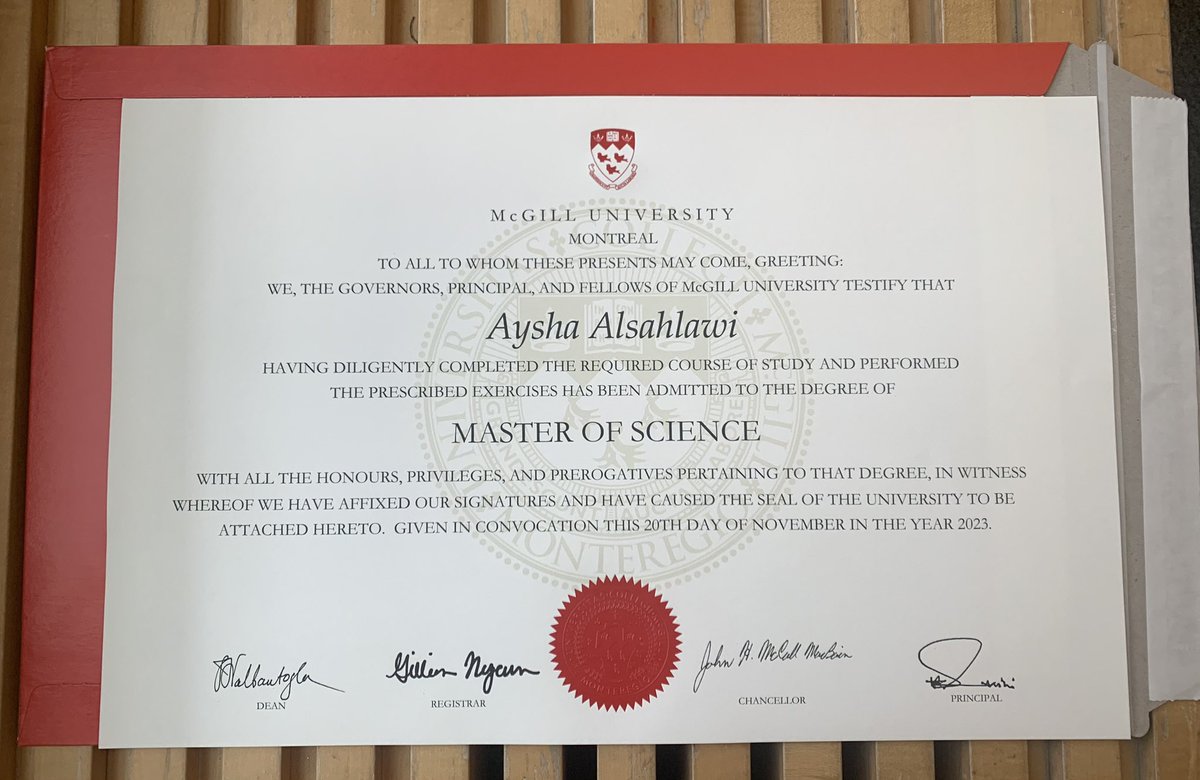 McGILL UNIVERSITY
MONTREAL
TO ALL TO WHOM THESE PRESENTS MAY COME, GREETING:
WE, THE GOVERNORS, PRINCIPAL, AND FELLOWS OF McGILL UNIVERSITY TESTIFY THAT
Aysha Alsahlawi
HAVING DILIGENTLY COMPLETED THE REQUIRED COURSE OF STUDY AND PERFORMED
THE PRESCRIBED EXERCISES HAS BEEN ADMITTED TO THE DEGREE OF
MASTER OF SCIENCE
WITH ALL THE HONOURS, PRIVILEGES, AND PREROGATIVES PERTAINING TO THAT DEGREE, IN WITNESS
WHEREOF WE HAVE AFFIXED OUR SIGNATURES AND HAVE CAUSED THE SEAL OF THE UNIVERSITY TO BE
ATTACHED HERETO. GIVEN IN CONVOCATION THIS 20TH DAY OF NOVEMBER IN THE YEAR 2023.
John H. McCall MacBain
DEAN REGISTRAR CHANCELLOR PRINCIPAL